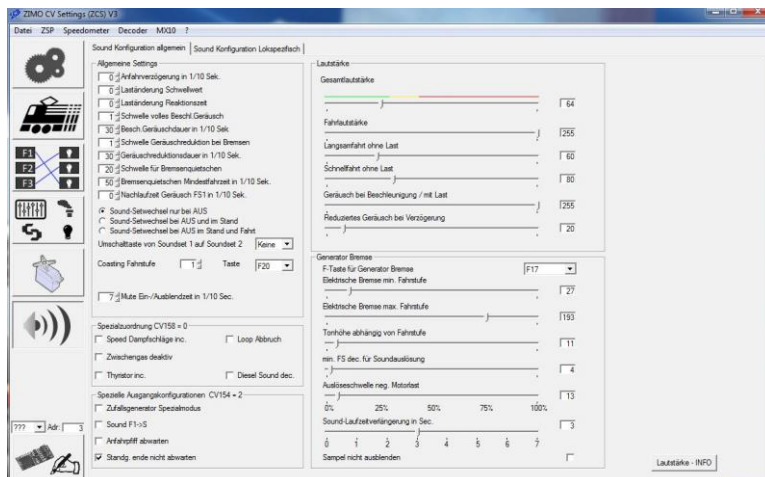 ZIMO CV Settings (ZCS) V3
Datei ZSP Speedometer Decoder MX10 ?
Sound Konfiguration allgemein Sound Konfiguration Lokspezifisch
Allgemeine Settings
0 Anfahrverzögerung in 1/10 Sek.
0 Laständerung Schwellwert
0 Laständerung Reaktionszeit
1 Schwelle volles Beschl.Geräusch
30 Besch.Geräuschdauer in 1/10 Sek
1 Schwelle Geräuschreduktion bei Bremsen
30 Geräuschreduktionsdauer in 1/10 Sek.
20 Schwelle für Bremsenquietschen
50 Bremsenquietschen Mindestfahrzeit in 1/10 Sek.
0 Nachlaufzeit Geräusch FS1 in 1/10 Sek.
Sound-Setwechsel nur bei AUS
Sound-Setwechsel bei AUS und im Stand
Sound-Setwechsel bei AUS im Stand und Fahrt
Umschalttaste von Soundset 1 auf Soundset 2 Keine
Coasting Fahrstufe 1 Taste F20
7 Mute Ein-/Ausblendzeit in 1/10 Sec.
Spezialzuordnung CV158 = 0
Speed Dampfschläge inc. Loop Abbruch
Zwischengas deaktiv
Thyristor inc. Diesel Sound dec.
Spezielle Ausgangkonfigurationen CV154 = 2
Zufallsgenerator Spezialmodus
Sound F1->S
Anfahrpfiff abwarten
Standg. ende nicht abwarten
F1
F2
F3
??? Adr: 3
Lautstärke
Gesamtlautstärke
64
Fahrlautstärke
255
Langsamfahrt ohne Last
60
Schnellfahrt ohne Last
80
Geräusch bei Beschleunigung / mit Last
255
Reduziertes Geräusch bei Verzögerung
20
Generator Bremse
F-Taste für Generator Bremse F17
Elektrische Bremse min. Fahrstufe
27
Elektrische Bremse max. Fahrstufe
193
Tonhöhe abhängig von Fahrstufe
11
min. FS dec. für Soundauslösung
4
Auslöseschwelle neg. Motorlast
13
0% 25% 50% 75% 100%
Sound-Laufzeitverlängerung in Sec.
3
0 1 2 3 4 5 6 7
Sampel nicht ausblenden
Lautstärke - INFO